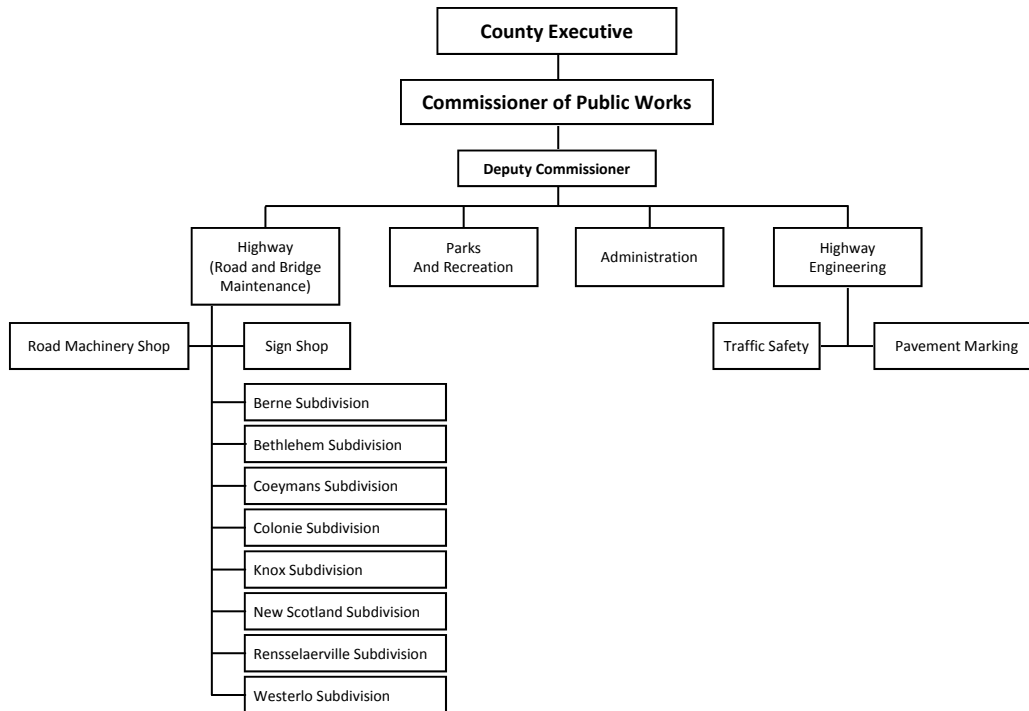 County Executive
Commissioner of Public Works
Deputy Commissioner
Highway
(Road and Bridge
Maintenance)
Parks
And Recreation
Administration
Highway
Engineering
Road Machinery Shop
Sign Shop
Traffic Safety
Pavement Marking
Berne Subdivision
Bethlehem Subdivision
Coeymans Subdivision
Colonie Subdivision
Knox Subdivision
New Scotland Subdivision
Rensselaerville Subdivision
Westerlo Subdivision